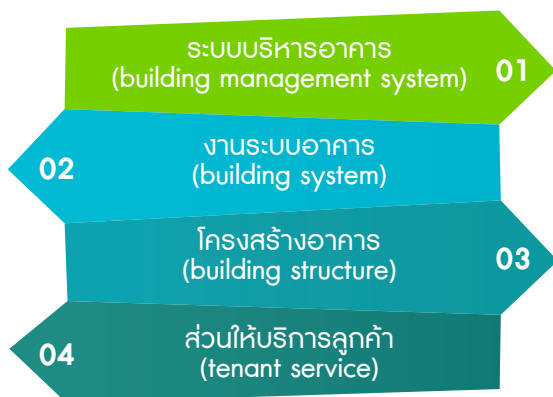 ระบบบริหารอาคาร
(building management system)
01
02
งานระบบอาคาร
(building system)
โครงสร้างอาคาร
(building structure)
03
04
ส่วนให้บริการลูกค้า
(tenant service)